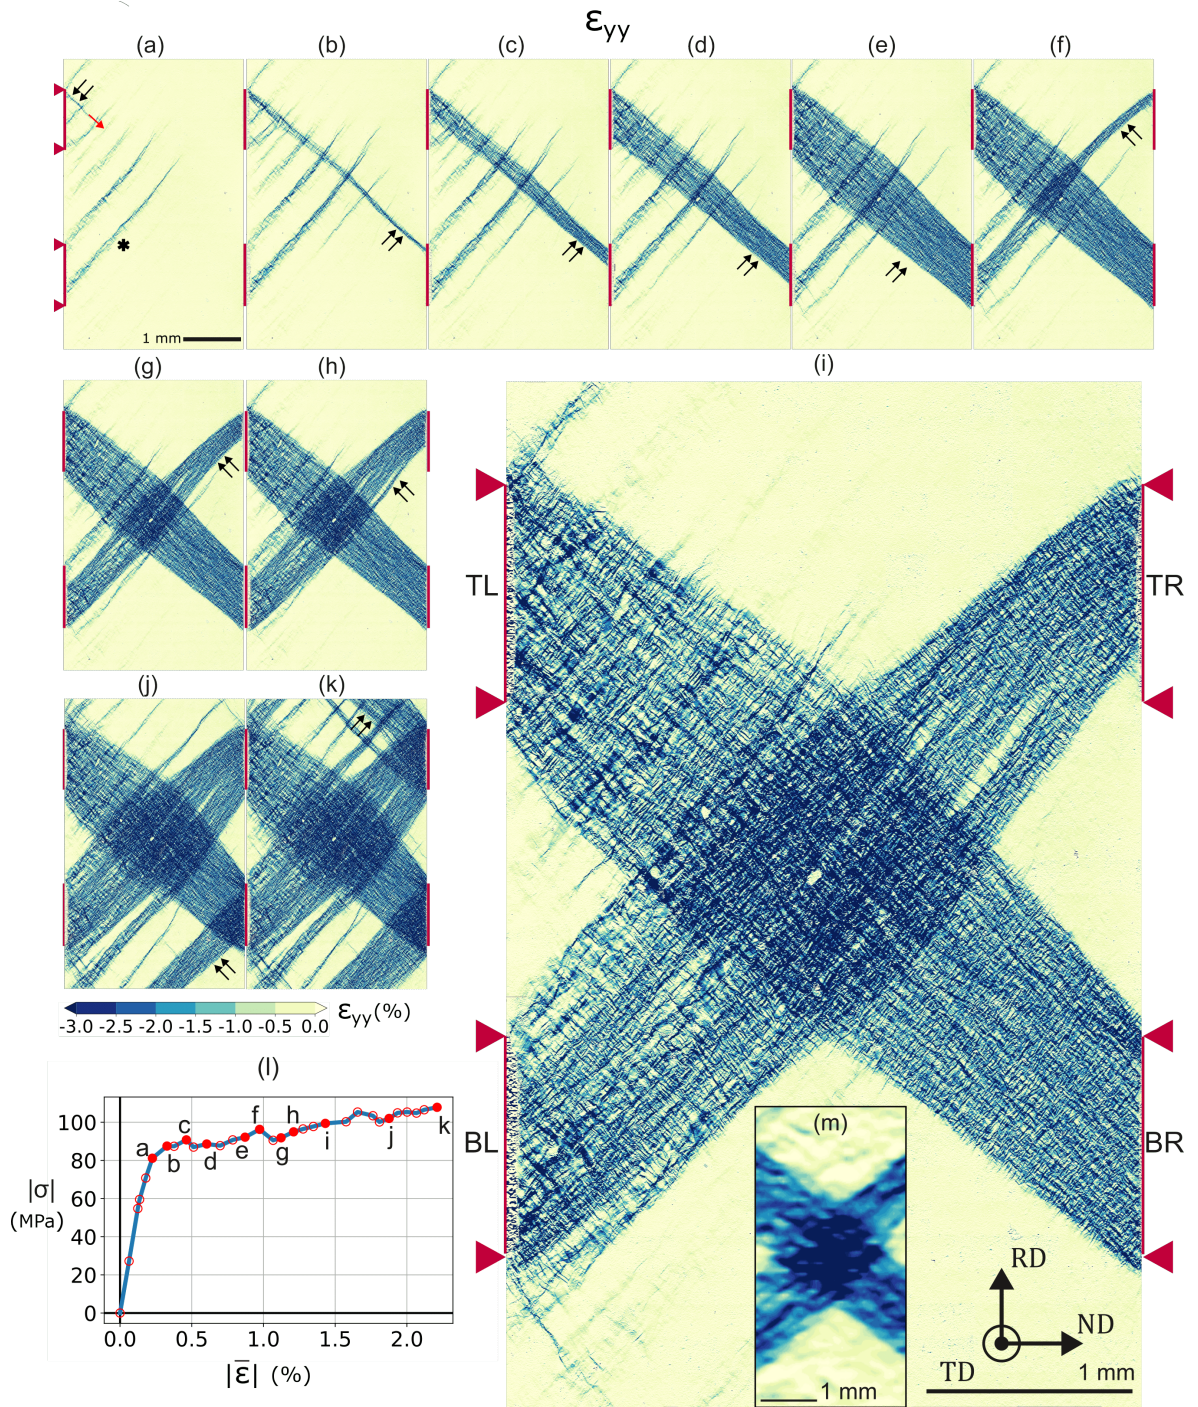 εyy
(a) (b) (c) (d) (e) (f)
*
1 mm
(g) (h) (i)
TL TR
(j) (k)
-3.0 -2.5 -2.0 -1.5 -1.0 -0.5 0.0 εyy(%)
(l)
100
80
60
40
20
0
|σ|
(MPa)
a b c d e f g h i j k
0.0 0.5 1.0 1.5 2.0
|ε̅| (%)
BL BR
(m)
1 mm
RD
ND
TD
1 mm